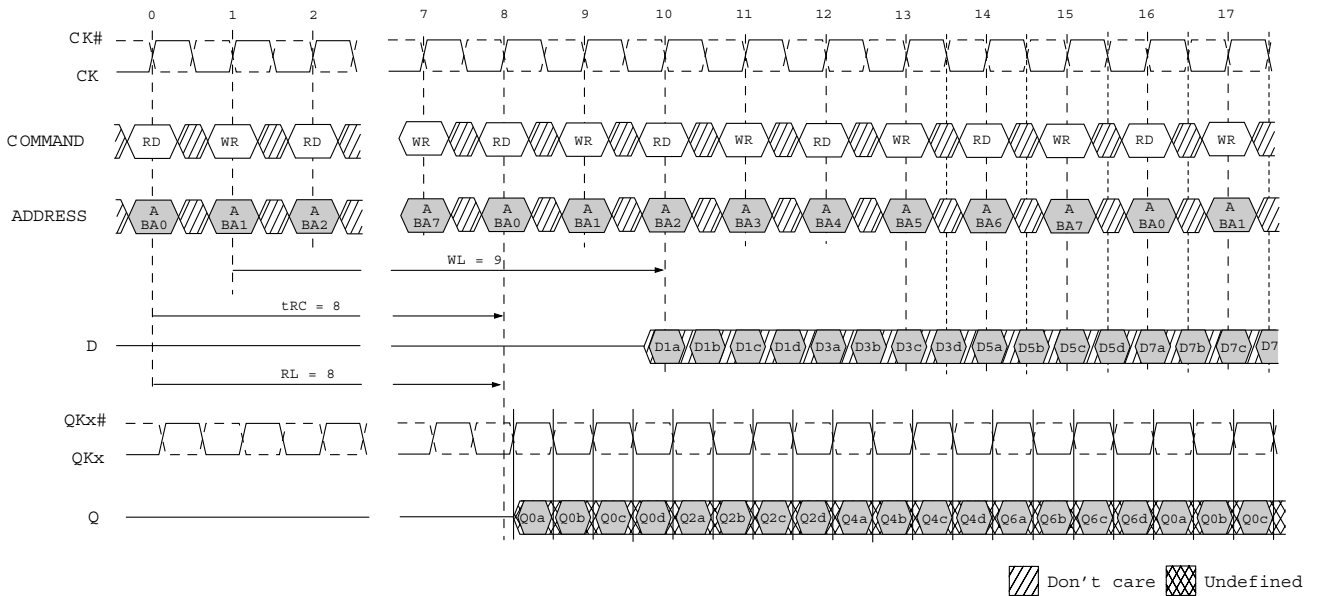 0 1 2 7 8 9 10 11 12 13 14 15 16 17
CK#
CK
COMMAND RD WR RD WR RD WR RD WR RD WR RD WR RD WR
ADDRESS A A A A A A A A A A A A A A
BA0 BA1 BA2 BA7 BA0 BA1 BA2 BA3 BA4 BA5 BA6 BA7 BA0 BA1
WL = 9
tRC = 8
D D1a D1b D1c D1d D3a D3b D3c D3d D5a D5b D5c D5d D7a D7b D7c D7
RL = 8
QKx#
QKx
Q Q0a Q0b Q0c Q0d Q2a Q2b Q2c Q2d Q4a Q4b Q4c Q4d Q6a Q6b Q6c Q6d Q0a Q0b Q0c
Don't care Undefined